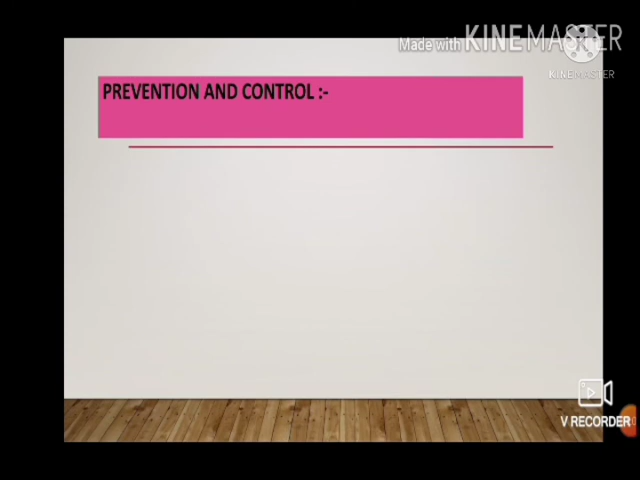 Made with KINEMASTER
KINEMASTER
PREVENTION AND CONTROL :-
V RECORDER